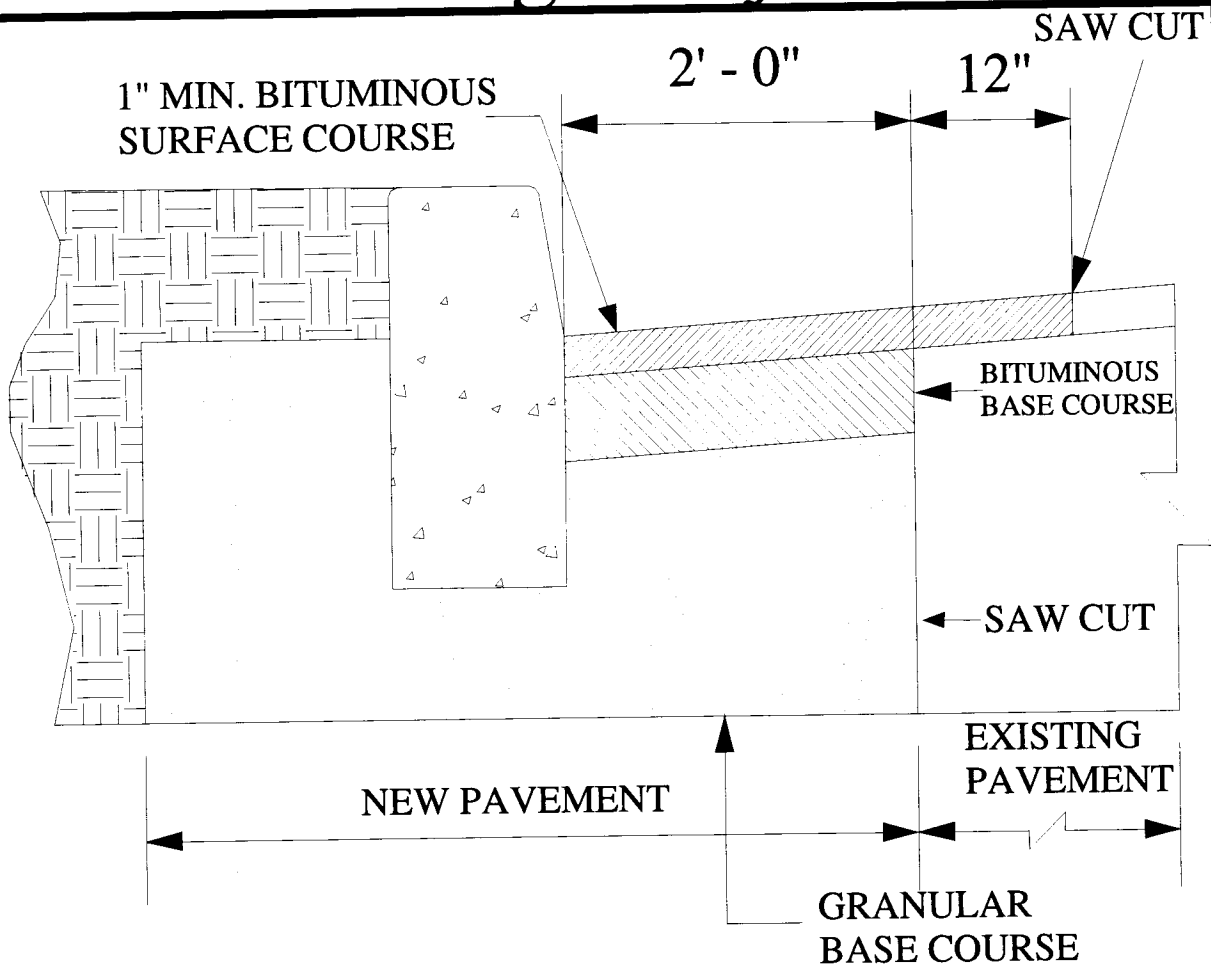 SAW CUT
2' - 0"
12"
1" MIN. BITUMINOUS
SURFACE COURSE
BITUMINOUS
BASE COURSE
SAW CUT
EXISTING
PAVEMENT
NEW PAVEMENT
GRANULAR
BASE COURSE